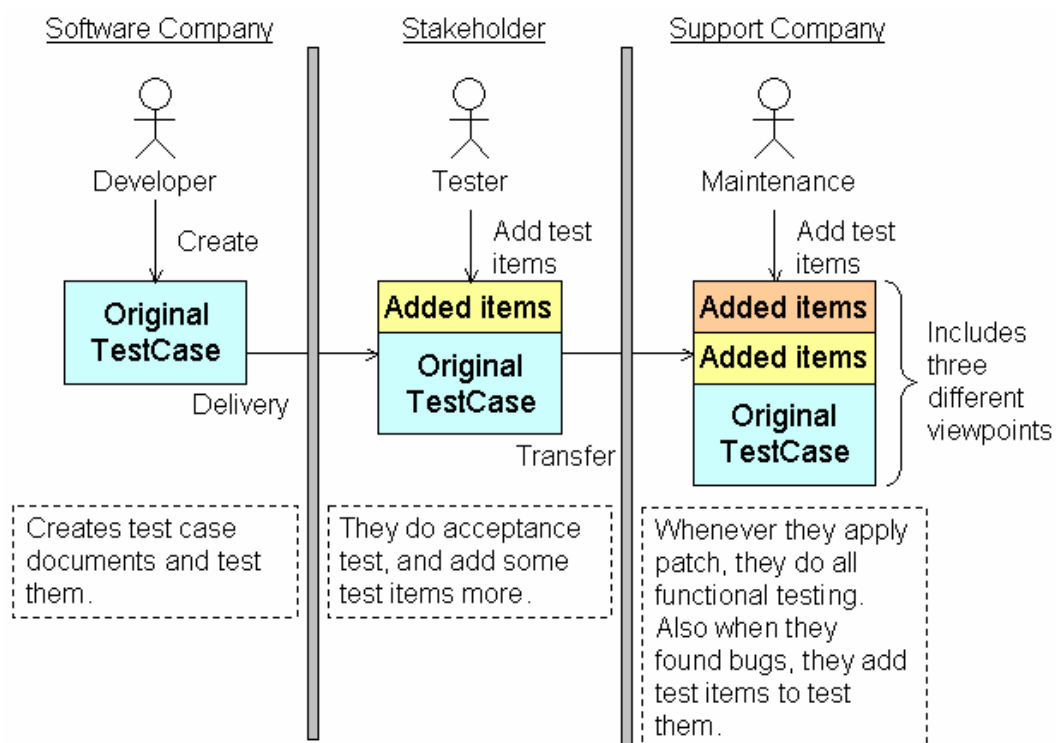 Software Company
Stakeholder
Support Company
Developer
Tester
Maintenance
Create
Add test
items
Add test
items
Original
TestCase
Added items
Original
TestCase
Added items
Added items
Original
TestCase
Includes
three
different
viewpoints
Delivery
Transfer
Creates test case
documents and test
them.
They do acceptance
test, and add some
test items more.
Whenever they apply
patch, they do all
functional testing.
Also when they
found bugs, they add
test items to test
them.